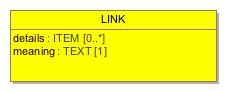 LINK
details : ITEM [0..*]
meaning : TEXT [1]